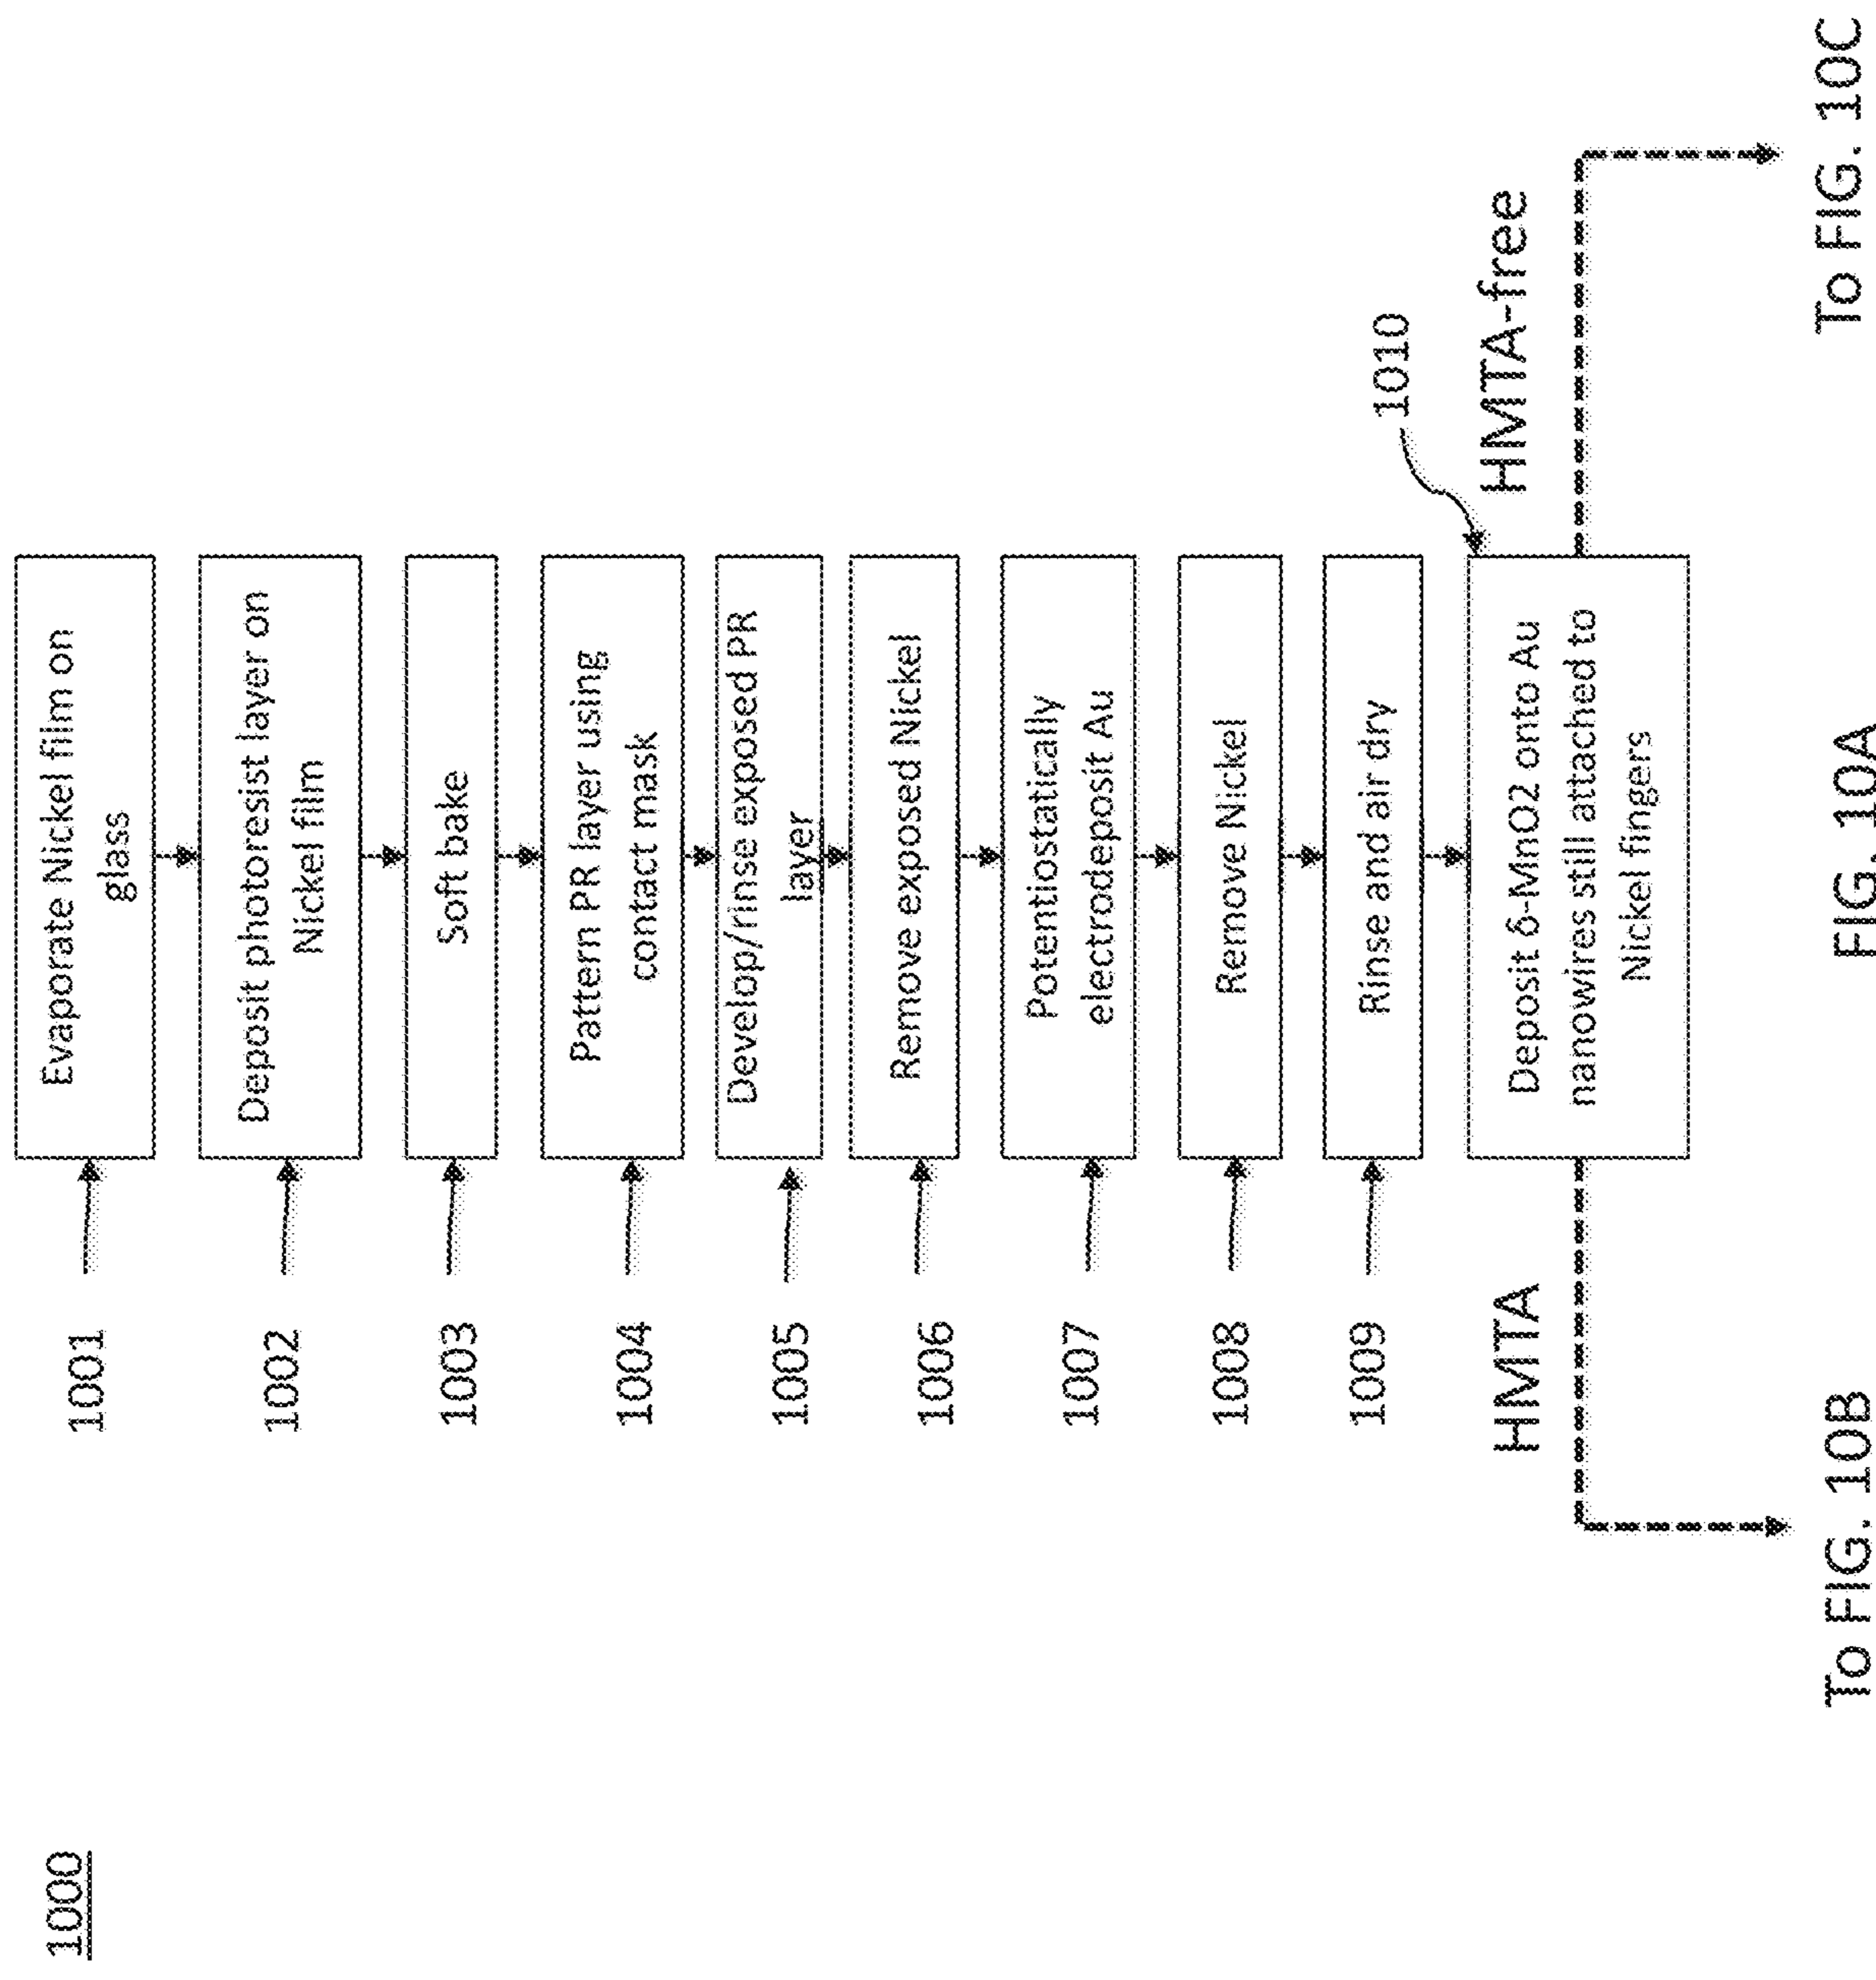 1000
1001
Evaporate Nickel film on
glass
1002
Deposit photoresist layer on
Nickel film
1003
Soft bake
1004
Pattern PR layer using
contact mask
1005
Develop/rinse exposed PR
layer
1006
Remove exposed Nickel
1007
Potentiostatically
electrodeposit Au
1008
Remove Nickel
1009
Rinse and air dry
1010
Deposit δ-MnO2 onto Au
nanowires still attached to
Nickel fingers
HMTA
HMTA-free
To FIG. 10B
To FIG. 10C
FIG. 10A